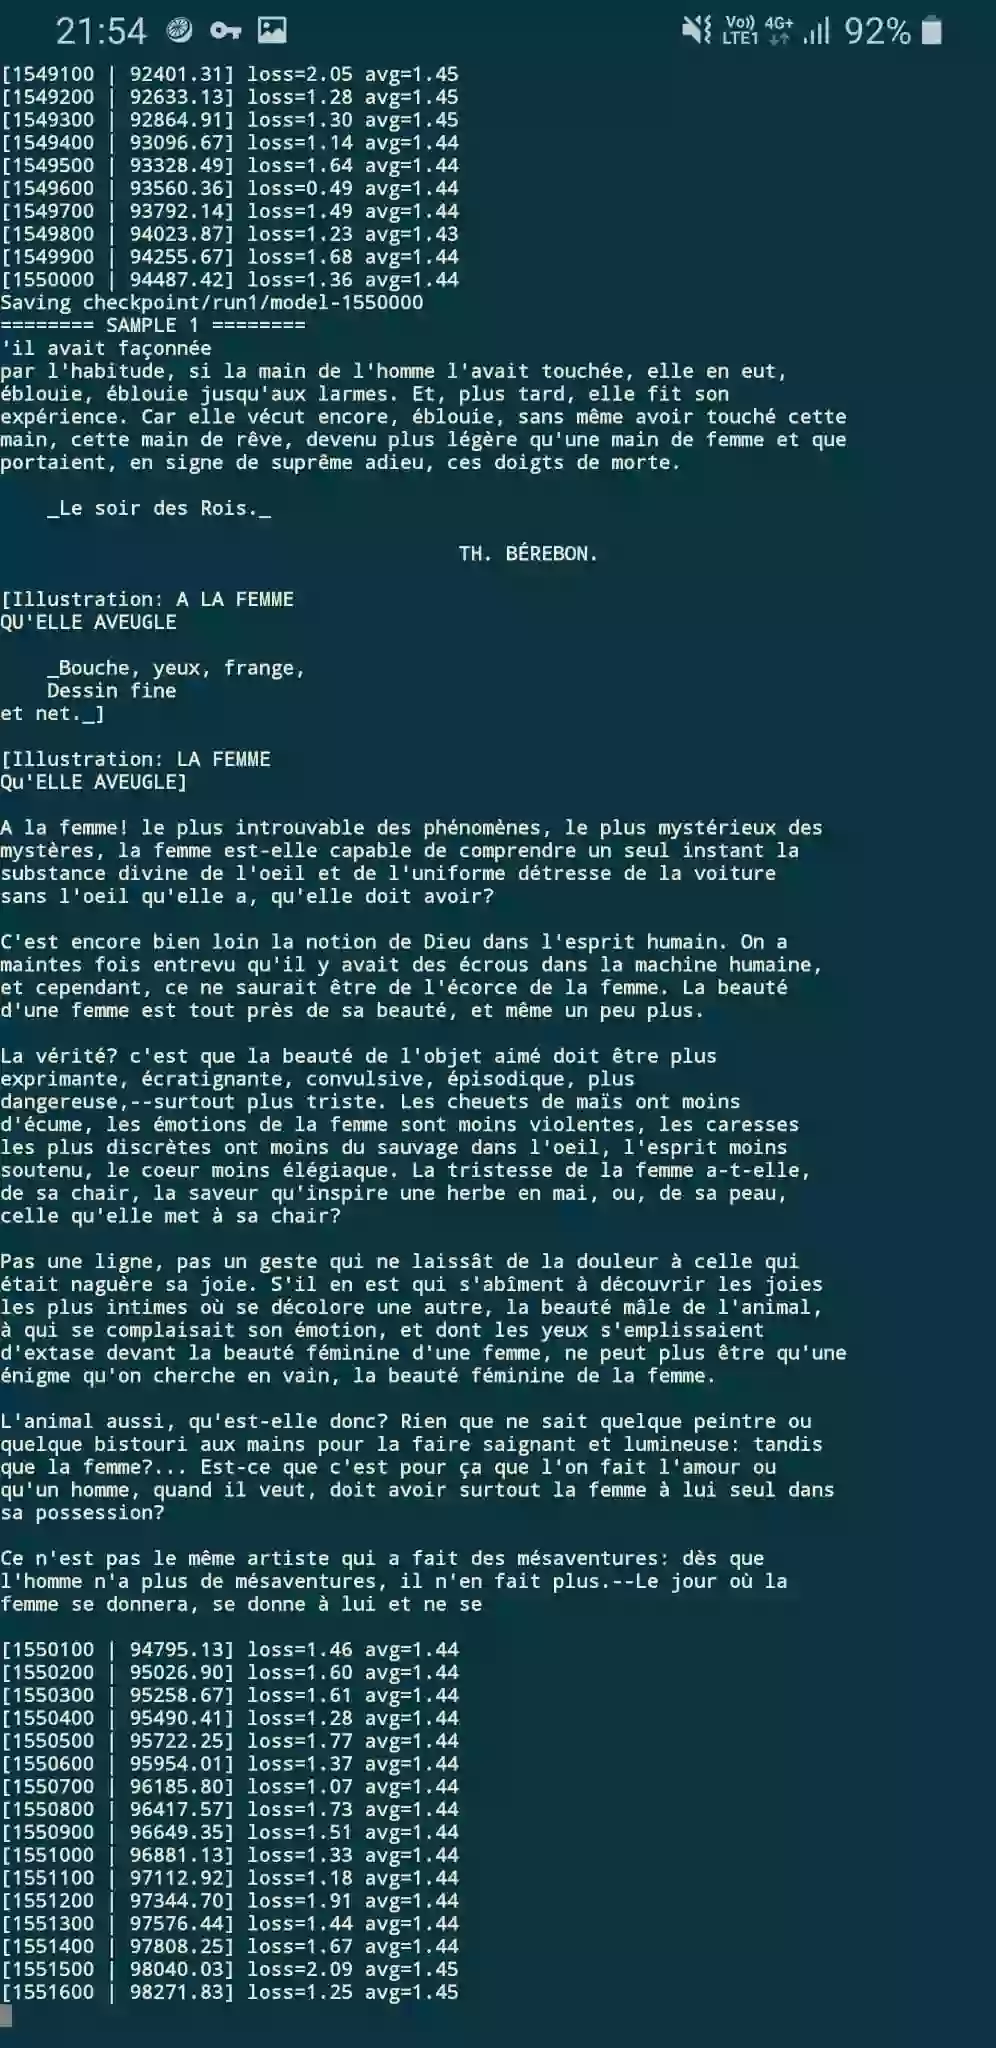 21:54 Vo)) LTE1 4G+ 92%
[1549100 | 92401.31] loss=2.05 avg=1.45
[1549200 | 92633.13] loss=1.28 avg=1.45
[1549300 | 92864.91] loss=1.30 avg=1.45
[1549400 | 93096.67] loss=1.14 avg=1.44
[1549500 | 93328.49] loss=1.64 avg=1.44
[1549600 | 93560.36] loss=0.49 avg=1.44
[1549700 | 93792.14] loss=1.49 avg=1.44
[1549800 | 94023.87] loss=1.23 avg=1.43
[1549900 | 94255.67] loss=1.68 avg=1.44
[1550000 | 94487.42] loss=1.36 avg=1.44
Saving checkpoint/run1/model-1550000
======== SAMPLE 1 ========
'il avait façonnée
par l'habitude, si la main de l'homme l'avait touchée, elle en eut,
éblouie, éblouie jusqu'aux larmes. Et, plus tard, elle fit son
expérience. Car elle vécut encore, éblouie, sans même avoir touché cette
main, cette main de rêve, devenu plus légère qu'une main de femme et que
portaient, en signe de suprême adieu, ces doigts de morte.
_Le soir des Rois._
TH. BÉREBON.
[Illustration: A LA FEMME
QU'ELLE AVEUGLE
_Bouche, yeux, frange,
Dessin fine
et net._]
[Illustration: LA FEMME
Qu'ELLE AVEUGLE]
A la femme! le plus introuvable des phénomènes, le plus mystérieux des
mystères, la femme est-elle capable de comprendre un seul instant la
substance divine de l'oeil et de l'uniforme détresse de la voiture
sans l'oeil qu'elle a, qu'elle doit avoir?
C'est encore bien loin la notion de Dieu dans l'esprit humain. On a
maintes fois entrevu qu'il y avait des écrous dans la machine humaine,
et cependant, ce ne saurait être de l'écorce de la femme. La beauté
d'une femme est tout près de sa beauté, et même un peu plus.
La vérité? c'est que la beauté de l'objet aimé doit être plus
exprimante, écratignante, convulsive, épisodique, plus
dangereuse,--surtout plus triste. Les cheuets de maïs ont moins
d'écume, les émotions de la femme sont moins violentes, les caresses
les plus discrètes ont moins du sauvage dans l'oeil, l'esprit moins
soutenu, le coeur moins élégiaque. La tristesse de la femme a-t-elle,
de sa chair, la saveur qu'inspire une herbe en mai, ou, de sa peau,
celle qu'elle met à sa chair?
Pas une ligne, pas un geste qui ne laissât de la douleur à celle qui
était naguère sa joie. S'il en est qui s'abîment à découvrir les joies
les plus intimes où se décolore une autre, la beauté mâle de l'animal,
à qui se complaisait son émotion, et dont les yeux s'emplissaient
d'extase devant la beauté féminine d'une femme, ne peut plus être qu'une
énigme qu'on cherche en vain, la beauté féminine de la femme.
L'animal aussi, qu'est-elle donc? Rien que ne sait quelque peintre ou
quelque bistouri aux mains pour la faire saignant et lumineuse: tandis
que la femme?... Est-ce que c'est pour ça que l'on fait l'amour ou
qu'un homme, quand il veut, doit avoir surtout la femme à lui seul dans
sa possession?
Ce n'est pas le même artiste qui a fait des mésaventures: dès que
l'homme n'a plus de mésaventures, il n'en fait plus.--Le jour où la
femme se donnera, se donne à lui et ne se
[1550100 | 94795.13] loss=1.46 avg=1.44
[1550200 | 95026.90] loss=1.60 avg=1.44
[1550300 | 95258.67] loss=1.61 avg=1.44
[1550400 | 95490.41] loss=1.28 avg=1.44
[1550500 | 95722.25] loss=1.77 avg=1.44
[1550600 | 95954.01] loss=1.37 avg=1.44
[1550700 | 96185.80] loss=1.07 avg=1.44
[1550800 | 96417.57] loss=1.73 avg=1.44
[1550900 | 96649.35] loss=1.51 avg=1.44
[1551000 | 96881.13] loss=1.33 avg=1.44
[1551100 | 97112.92] loss=1.18 avg=1.44
[1551200 | 97344.70] loss=1.91 avg=1.44
[1551300 | 97576.44] loss=1.44 avg=1.44
[1551400 | 97808.25] loss=1.67 avg=1.44
[1551500 | 98040.03] loss=2.09 avg=1.45
[1551600 | 98271.83] loss=1.25 avg=1.45